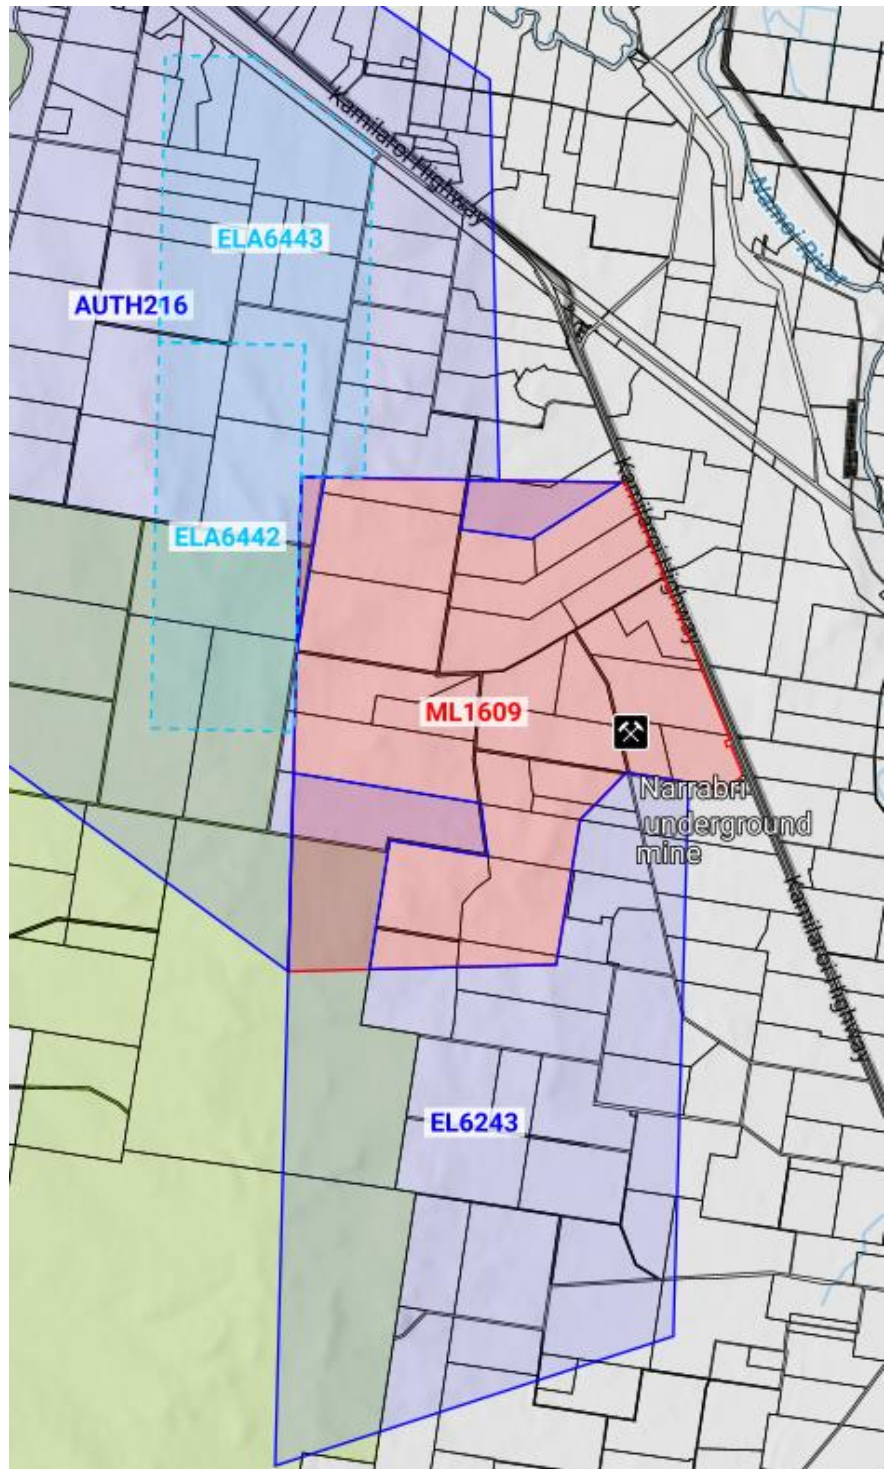 Kamilaroi Highway
Namoi River
ELA6443
AUTH216
Kamilaroi Highway
ELA6442
ML1609
Narrabri
underground
mine
Kamilaroi Highway
EL6243